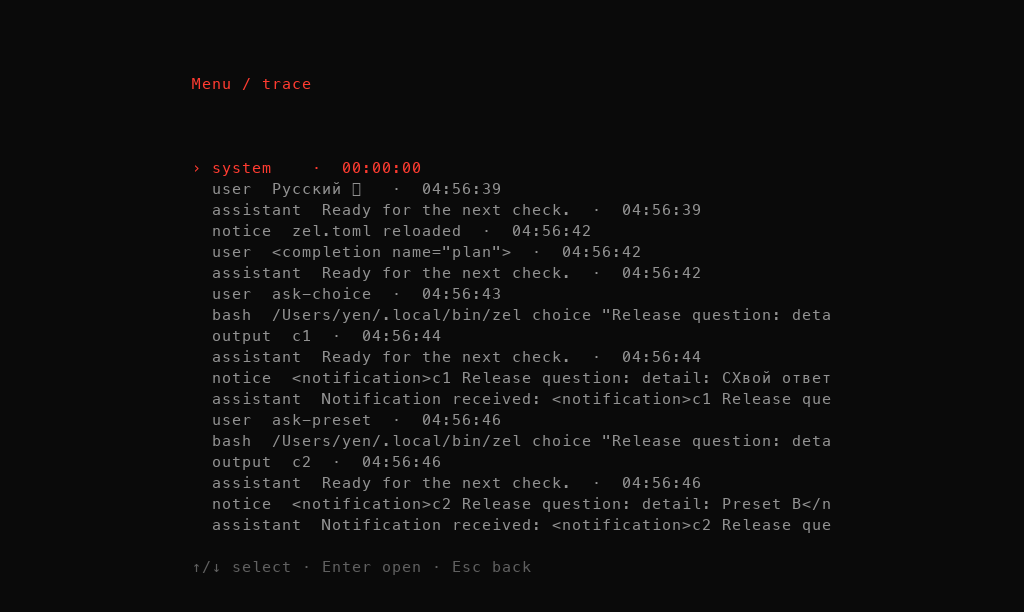 Menu / trace
› system · 00:00:00
user Русский · 04:56:39
assistant Ready for the next check. · 04:56:39
notice zel.toml reloaded · 04:56:42
user <completion name="plan"> · 04:56:42
assistant Ready for the next check. · 04:56:42
user ask-choice · 04:56:43
bash /Users/yen/.local/bin/zel choice "Release question: deta
output c1 · 04:56:44
assistant Ready for the next check. · 04:56:44
notice <notification>c1 Release question: detail: СХвой ответ
assistant Notification received: <notification>c1 Release que
user ask-preset · 04:56:46
bash /Users/yen/.local/bin/zel choice "Release question: deta
output c2 · 04:56:46
assistant Ready for the next check. · 04:56:46
notice <notification>c2 Release question: detail: Preset B</n
assistant Notification received: <notification>c2 Release que
↑/↓ select · Enter open · Esc back